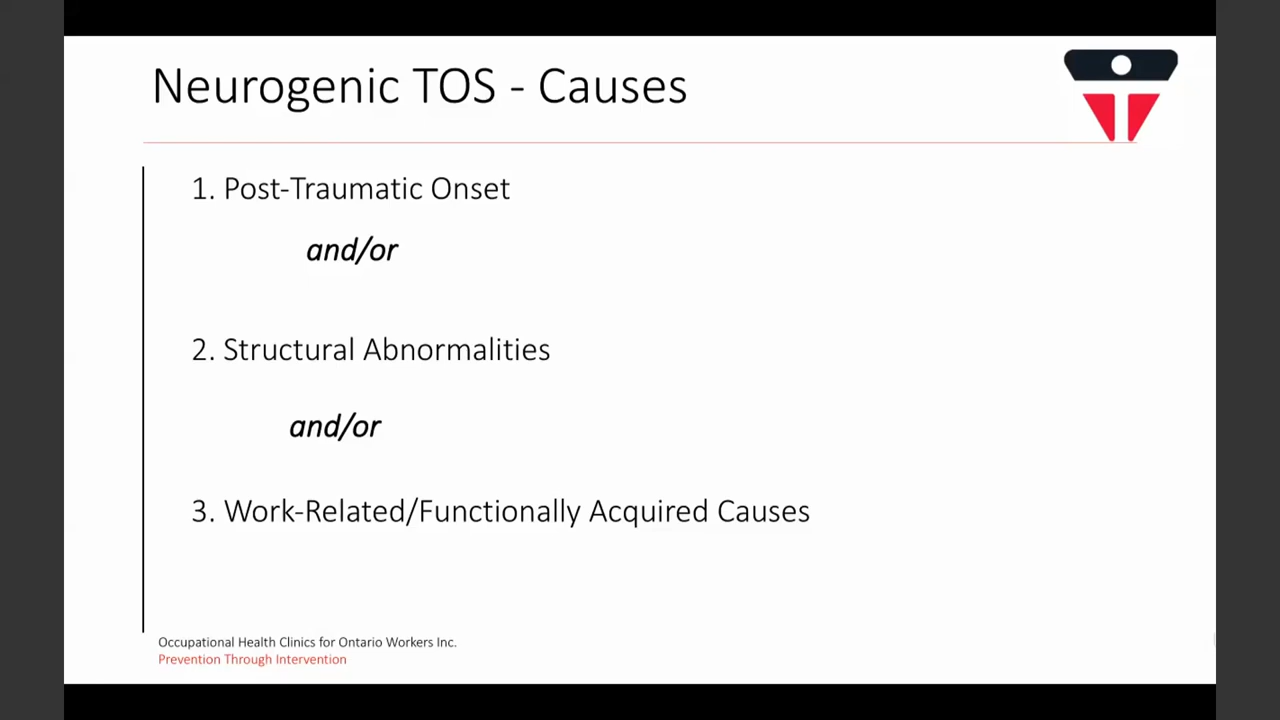 Neurogenic TOS - Causes
1. Post-Traumatic Onset
and/or
2. Structural Abnormalities
and/or
3. Work-Related/Functionally Acquired Causes
Occupational Health Clinics for Ontario Workers Inc.
Prevention Through Intervention